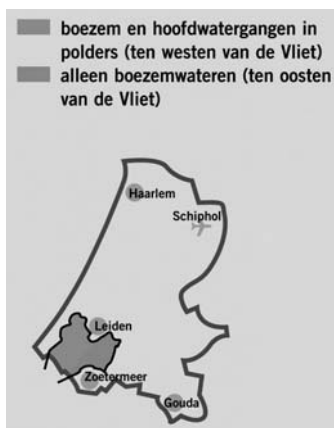 boezem en hoofdwatergangen in
polders (ten westen van de Vliet)
alleen boezemwateren (ten oosten
van de Vliet)
Haarlem
Schiphol
Leiden
Zoetermeer
Gouda